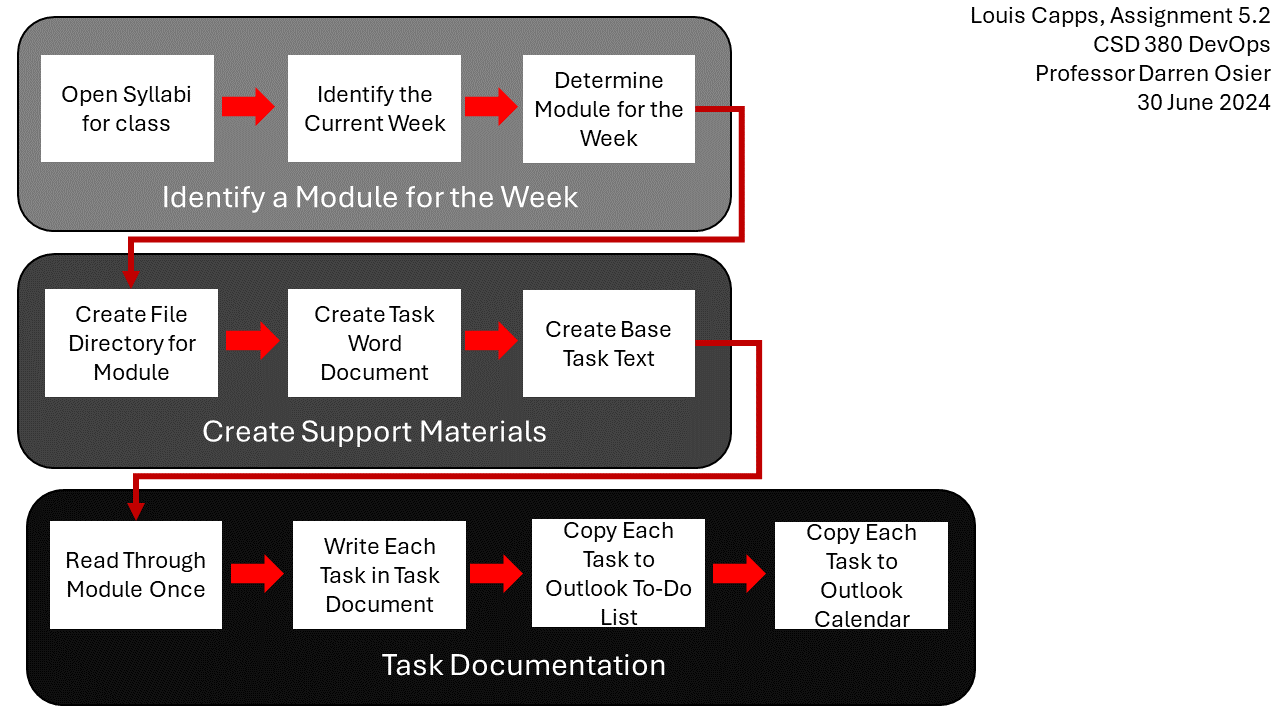 Louis Capps, Assignment 5.2
CSD 380 DevOps
Professor Darren Osier
30 June 2024
Open Syllabi
for class
Identify the
Current Week
Determine
Module for the
Week
Identify a Module for the Week
Create File
Directory for
Module
Create Task
Word
Document
Create Base
Task Text
Create Support Materials
Read Through
Module Once
Write Each
Task in Task
Document
Copy Each
Task to
Outlook To-Do
List
Copy Each
Task to
Outlook
Calendar
Task Documentation